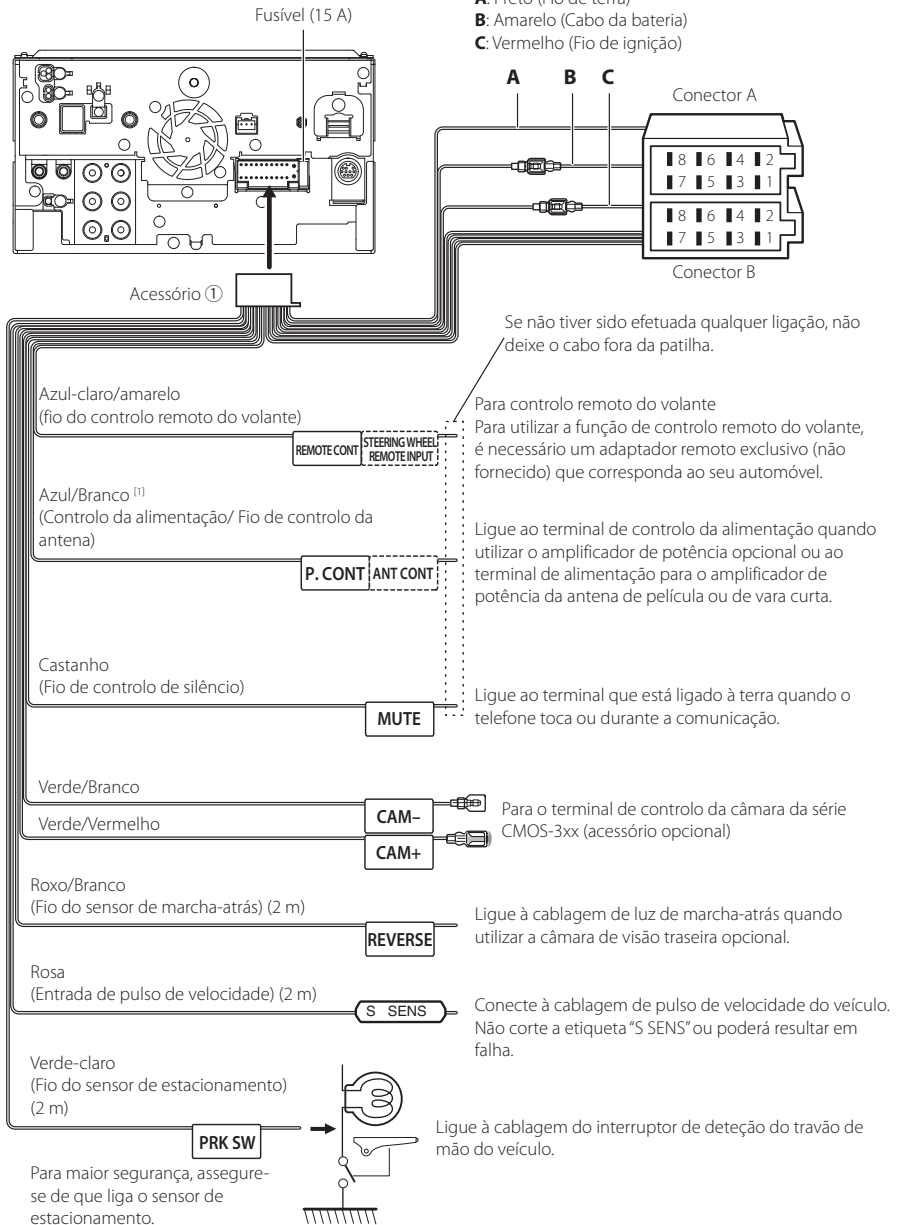 A: Preto (Fio de terra)
Fusível (15 A)
B: Amarelo (Cabo da bateria)
C: Vermelho (Fio de ignição)
A B C
Conector A
8 6 4 2
7 5 3 1
8 6 4 2
7 5 3 1
Conector B
Acessório ①
Se não tiver sido efetuada qualquer ligação, não
deixe o cabo fora da patilha.
Azul-claro/amarelo
(fio do controlo remoto do volante)
REMOTE CONT
STEERING WHEEL
REMOTE INPUT
Para controlo remoto do volante
Para utilizar a função de controlo remoto do volante,
é necessário um adaptador remoto exclusivo (não
fornecido) que corresponda ao seu automóvel.
Azul/Branco [1]
(Controlo da alimentação/ Fio de controlo da
antena)
P. CONT ANT CONT
Ligue ao terminal de controlo da alimentação quando
utilizar o amplificador de potência opcional ou ao
terminal de alimentação para o amplificador de
potência da antena de película ou de vara curta.
Castanho
(Fio de controlo de silêncio)
MUTE
Ligue ao terminal que está ligado à terra quando o
telefone toca ou durante a comunicação.
Verde/Branco
CAM–
Verde/Vermelho
CAM+
Para o terminal de controlo da câmara da série
CMOS-3xx (acessório opcional)
Roxo/Branco
(Fio do sensor de marcha-atrás) (2 m)
REVERSE
Ligue à cablagem de luz de marcha-atrás quando
utilizar a câmara de visão traseira opcional.
Rosa
(Entrada de pulso de velocidade) (2 m)
S SENS
Conecte à cablagem de pulso de velocidade do veículo.
Não corte a etiqueta “S SENS” ou poderá resultar em
falha.
Verde-claro
(Fio do sensor de estacionamento)
(2 m)
PRK SW
Ligue à cablagem do interruptor de deteção do travão de
mão do veículo.
Para maior segurança, assegure-
se de que liga o sensor de
estacionamento.